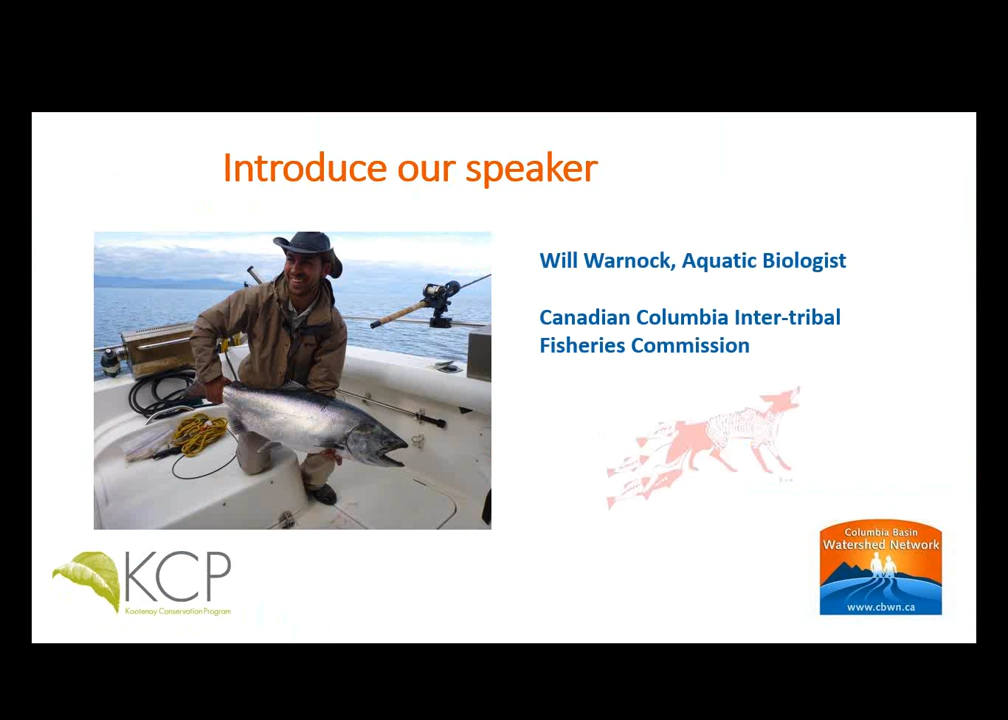 Introduce our speaker
Will Warnock, Aquatic Biologist
Canadian Columbia Inter-tribal
Fisheries Commission
KCP
Kootenay Conservation Program
Columbia Basin
Watershed Network
www.cbwn.ca